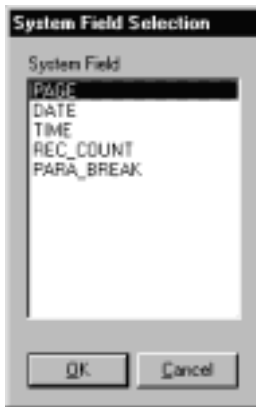 System Field Selection
System Field
PAGE
DATE
TIME
REC_COUNT
PARA_BREAK
OK Cancel